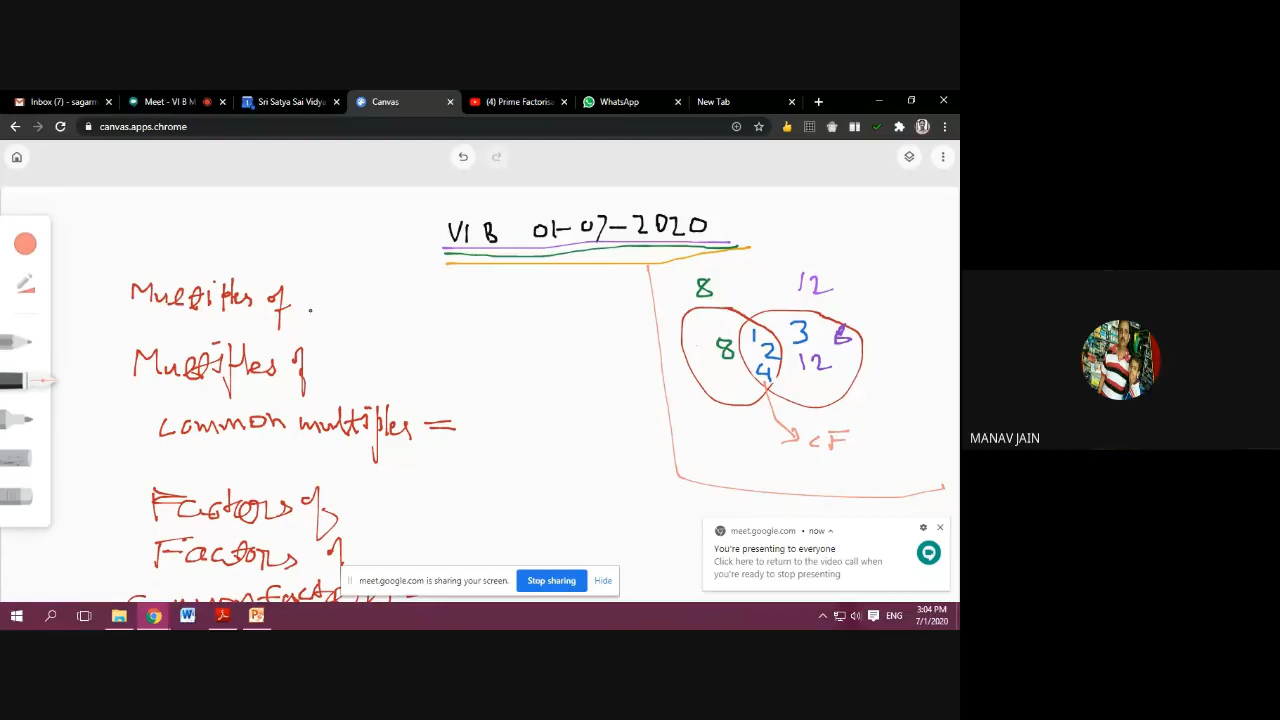 Inbox (7) - sagarn
Meet - VI B M
Sri Satya Sai Vidya
Canvas
(4) Prime Factorisa
WhatsApp
New Tab
canvas.apps.chrome
VI B 01-07-2020
Multiples of
Multiples of
common multiples =
Factors of
Factors of
Common factors =
8 12
8 1 2 4 3 6 12
CF
meet.google.com • now
You're presenting to everyone
Click here to return to the video call when
you're ready to stop presenting
meet.google.com is sharing your screen.
Stop sharing
Hide
ENG
3:04 PM
7/1/2020
MANAV JAIN